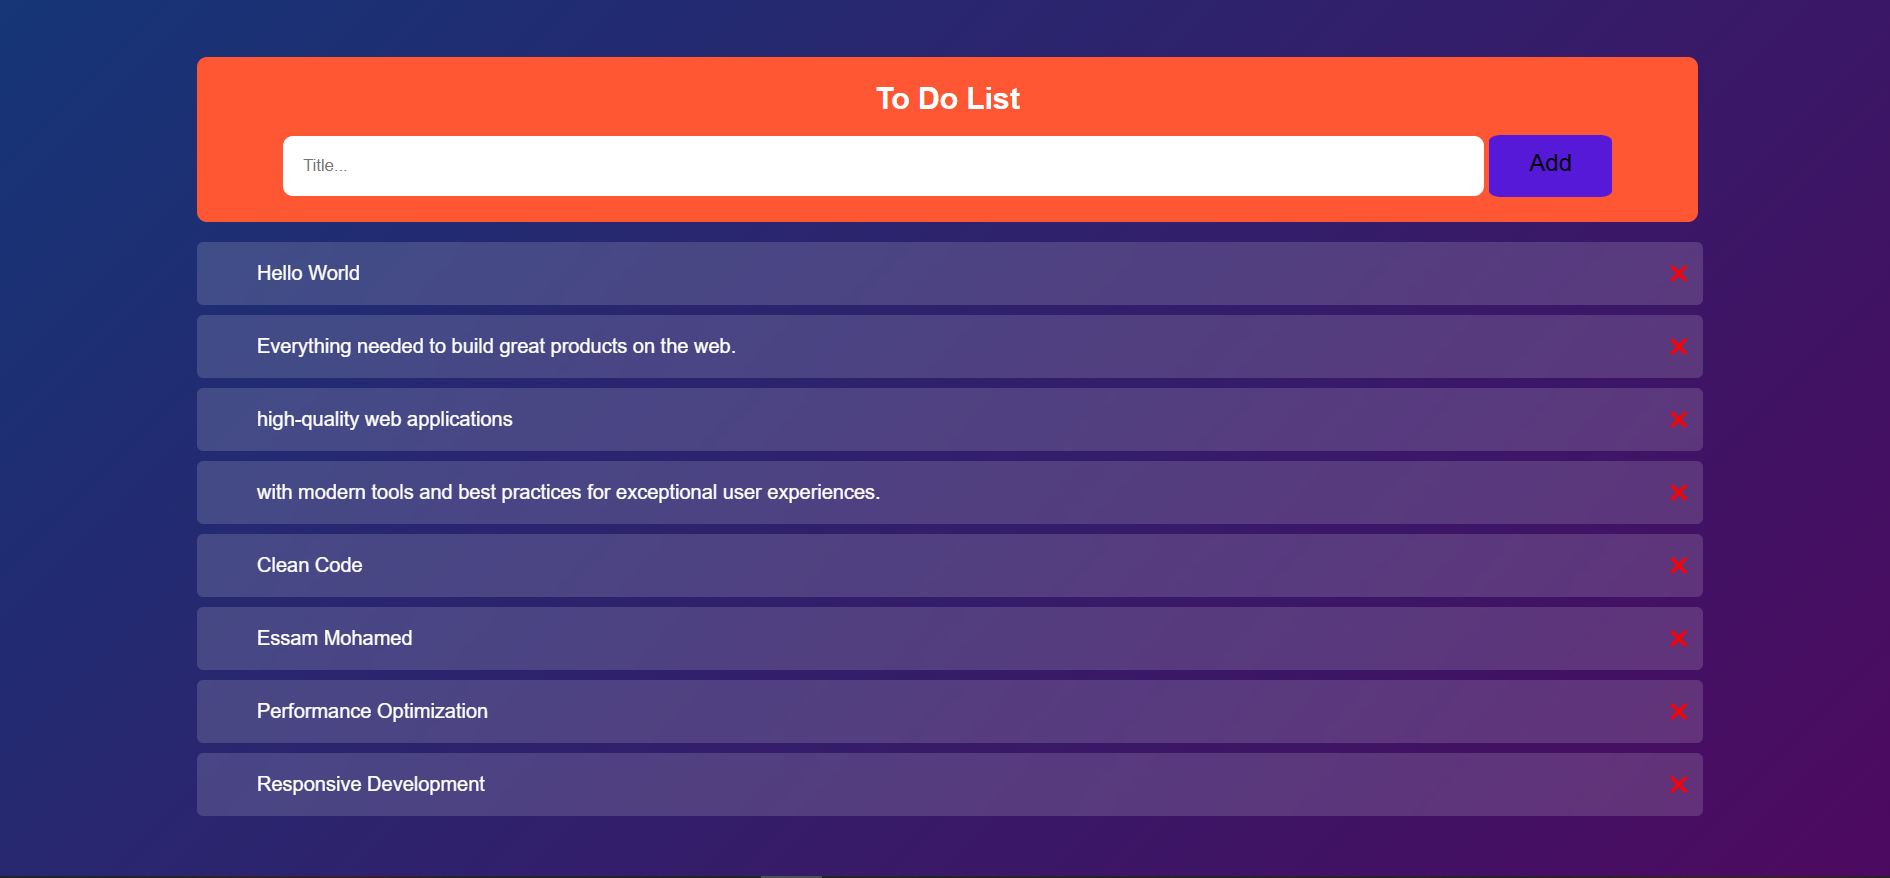 To Do List
Title...
Add
Hello World
Everything needed to build great products on the web.
high-quality web applications
with modern tools and best practices for exceptional user experiences.
Clean Code
Essam Mohamed
Performance Optimization
Responsive Development